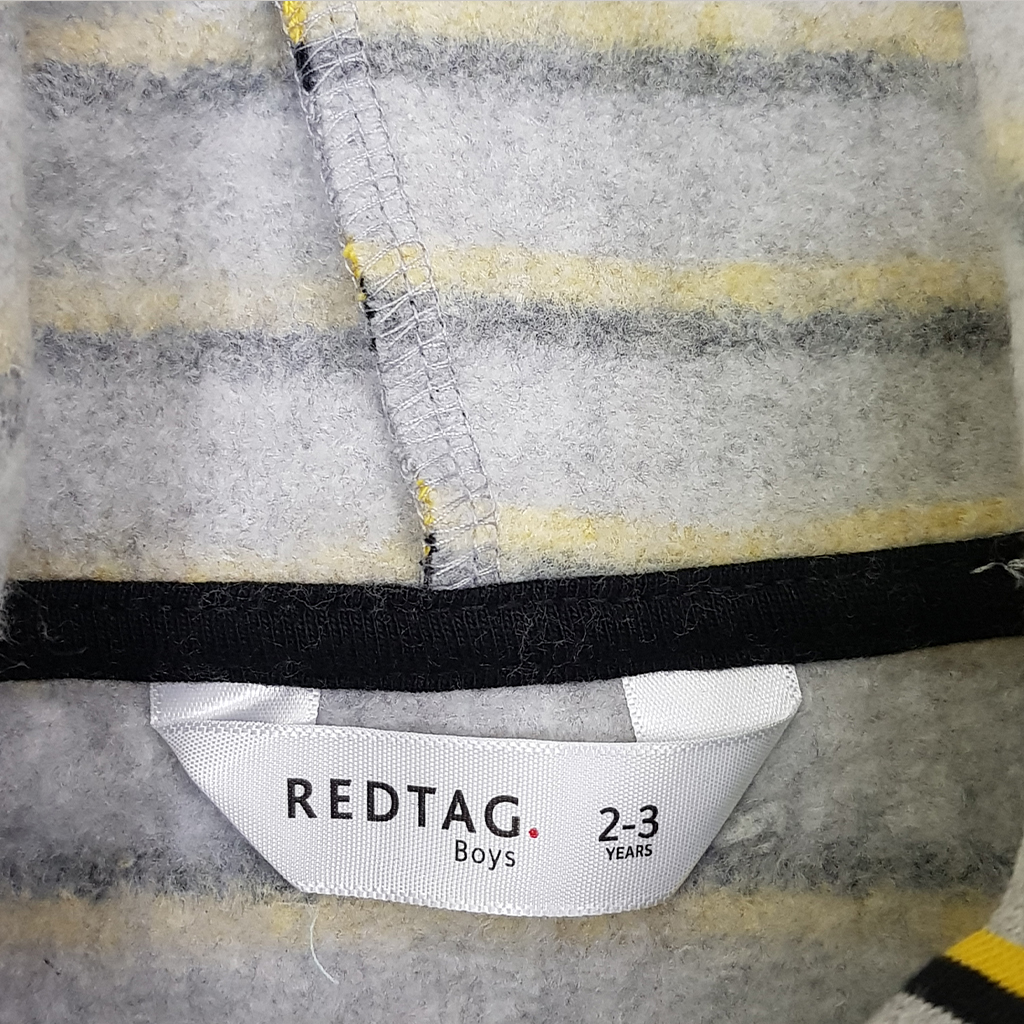 REDTAG.
Boys
2-3
YEARS